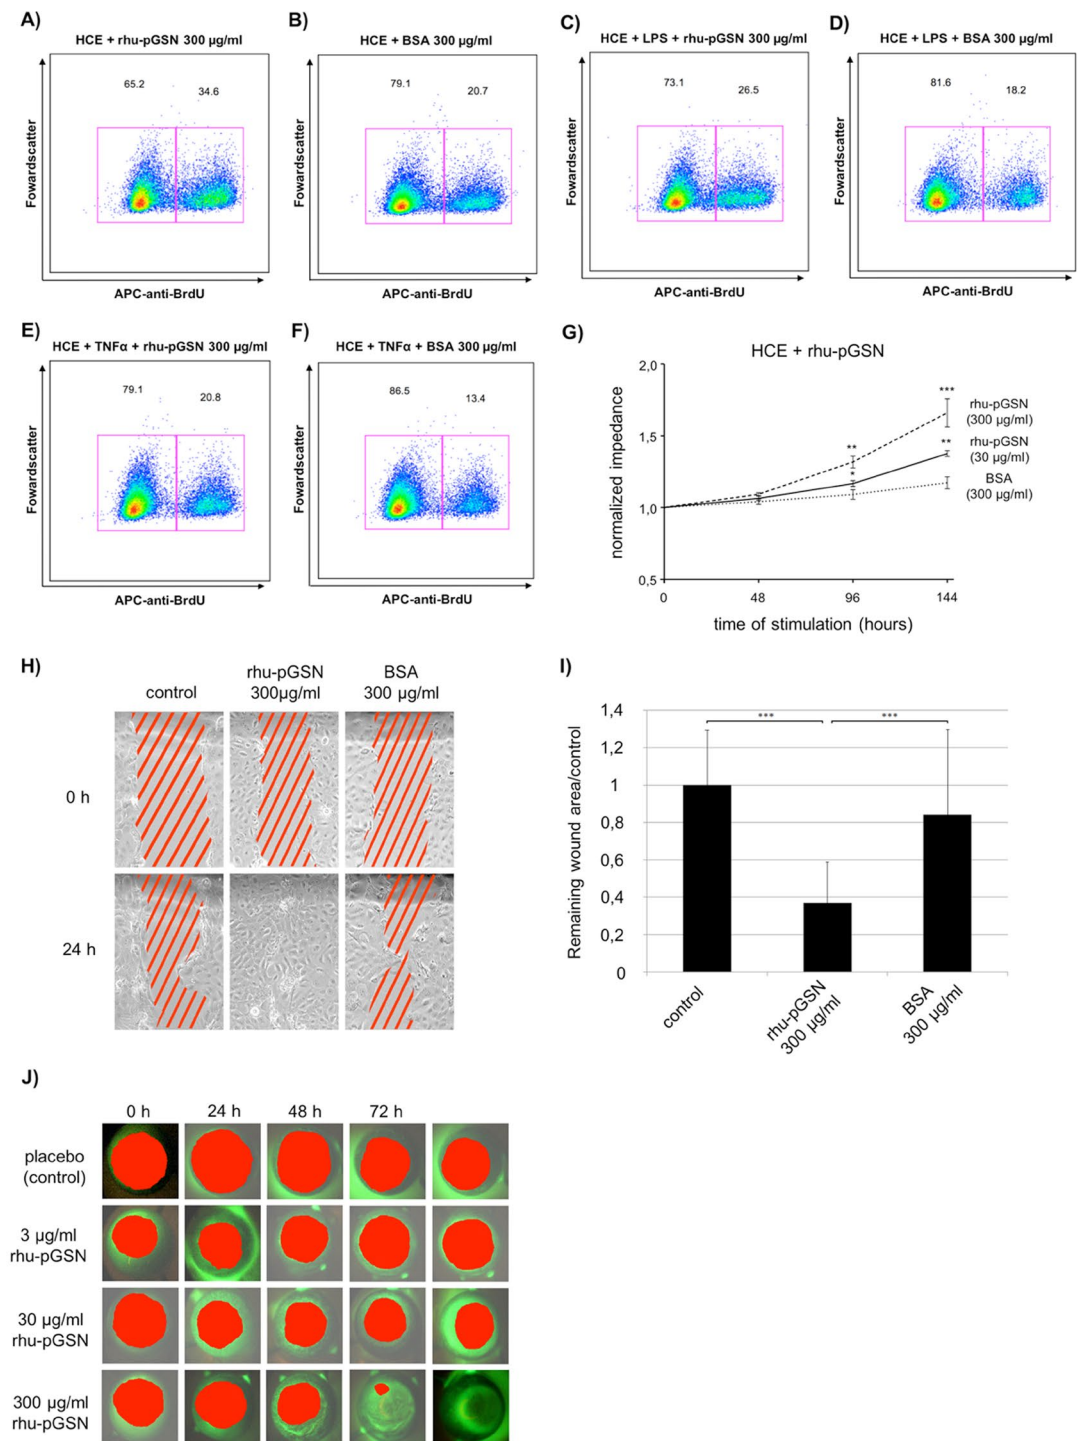 A)
HCE + rhu-pGSN 300 µg/ml
65.2
34.6
Fowardscatter
APC-anti-BrdU
B)
HCE + BSA 300 µg/ml
79.1
20.7
Fowardscatter
APC-anti-BrdU
C)
HCE + LPS + rhu-pGSN 300 µg/ml
73.1
26.5
Fowardscatter
APC-anti-BrdU
D)
HCE + LPS + BSA 300 µg/ml
81.6
18.2
Fowardscatter
APC-anti-BrdU
E)
HCE + TNFα + rhu-pGSN 300 µg/ml
79.1
20.8
Fowardscatter
APC-anti-BrdU
F)
HCE + TNFα + BSA 300 µg/ml
86.5
13.4
Fowardscatter
APC-anti-BrdU
G)
HCE + rhu-pGSN
2,0
1,5
1,0
0,5
normalized impedance
**
*
***
**
rhu-pGSN
(300 µg/ml)
rhu-pGSN
(30 µg/ml)
BSA
(300 µg/ml)
0 48 96 144
time of stimulation (hours)
H)
control
rhu-pGSN
300µg/ml
BSA
300 µg/ml
0 h
24 h
I)
Remaining wound area/control
1,4
1,2
1
0,8
0,6
0,4
0,2
0
*** ***
control
rhu-pGSN
300 µg/ml
BSA
300 µg/ml
J)
0 h 24 h 48 h 72 h
placebo
(control)
3 µg/ml
rhu-pGSN
30 µg/ml
rhu-pGSN
300 µg/ml
rhu-pGSN